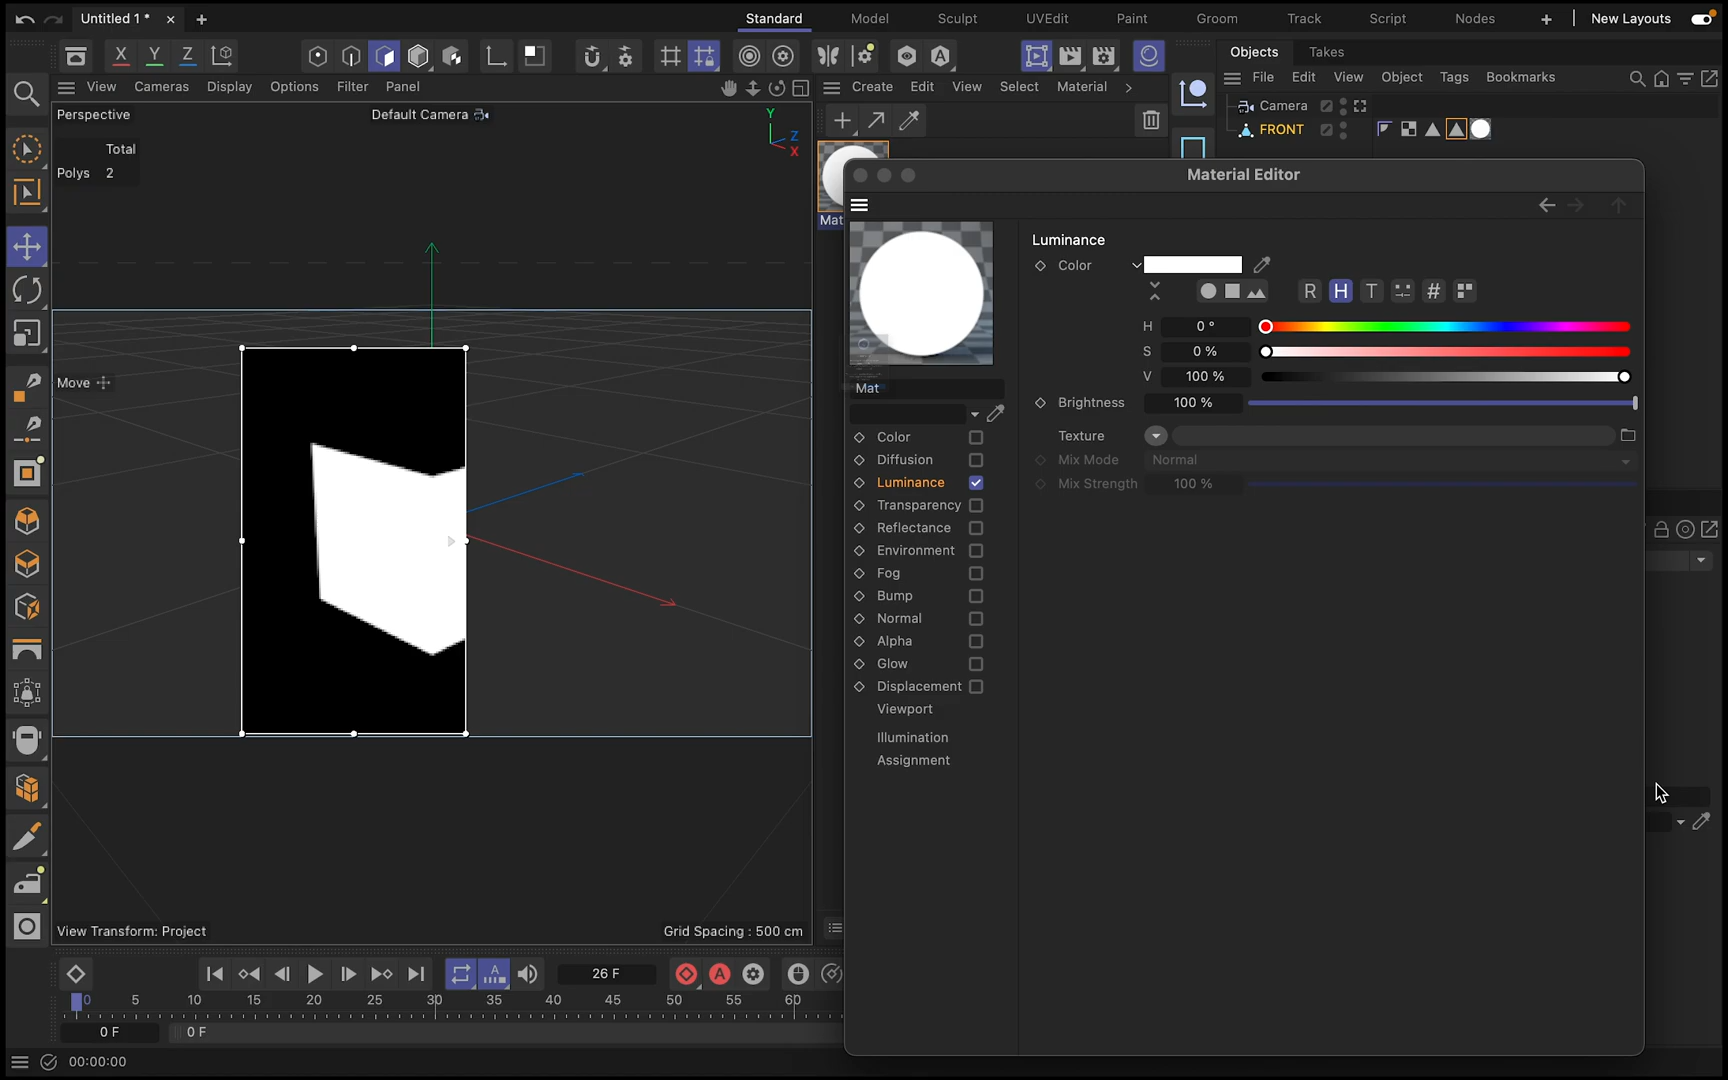 Untitled 1 *
Standard
Model
Sculpt
UVEdit
Paint
Groom
Track
Script
Nodes
New Layouts
X
Y
Z
Objects
Takes
View
Cameras
Display
Options
Filter
Panel
Create
Edit
View
Select
Material
File
Edit
View
Object
Tags
Bookmarks
Perspective
Default Camera
Y
Z
X
Camera
FRONT
Total
Polys 2
Mat
Material Editor
Luminance
Color
R
H
T
#
H 0 °
S 0 %
V 100 %
Move
Mat
Brightness 100 %
Texture
Mix Mode Normal
Mix Strength 100 %
Color
Diffusion
Luminance
Transparency
Reflectance
Environment
Fog
Bump
Normal
Alpha
Glow
Displacement
Viewport
Illumination
Assignment
View Transform: Project
Grid Spacing : 500 cm
26 F
0 5 10 15 20 25 30 35 40 45 50 55 60
0 F
0 F
00:00:00